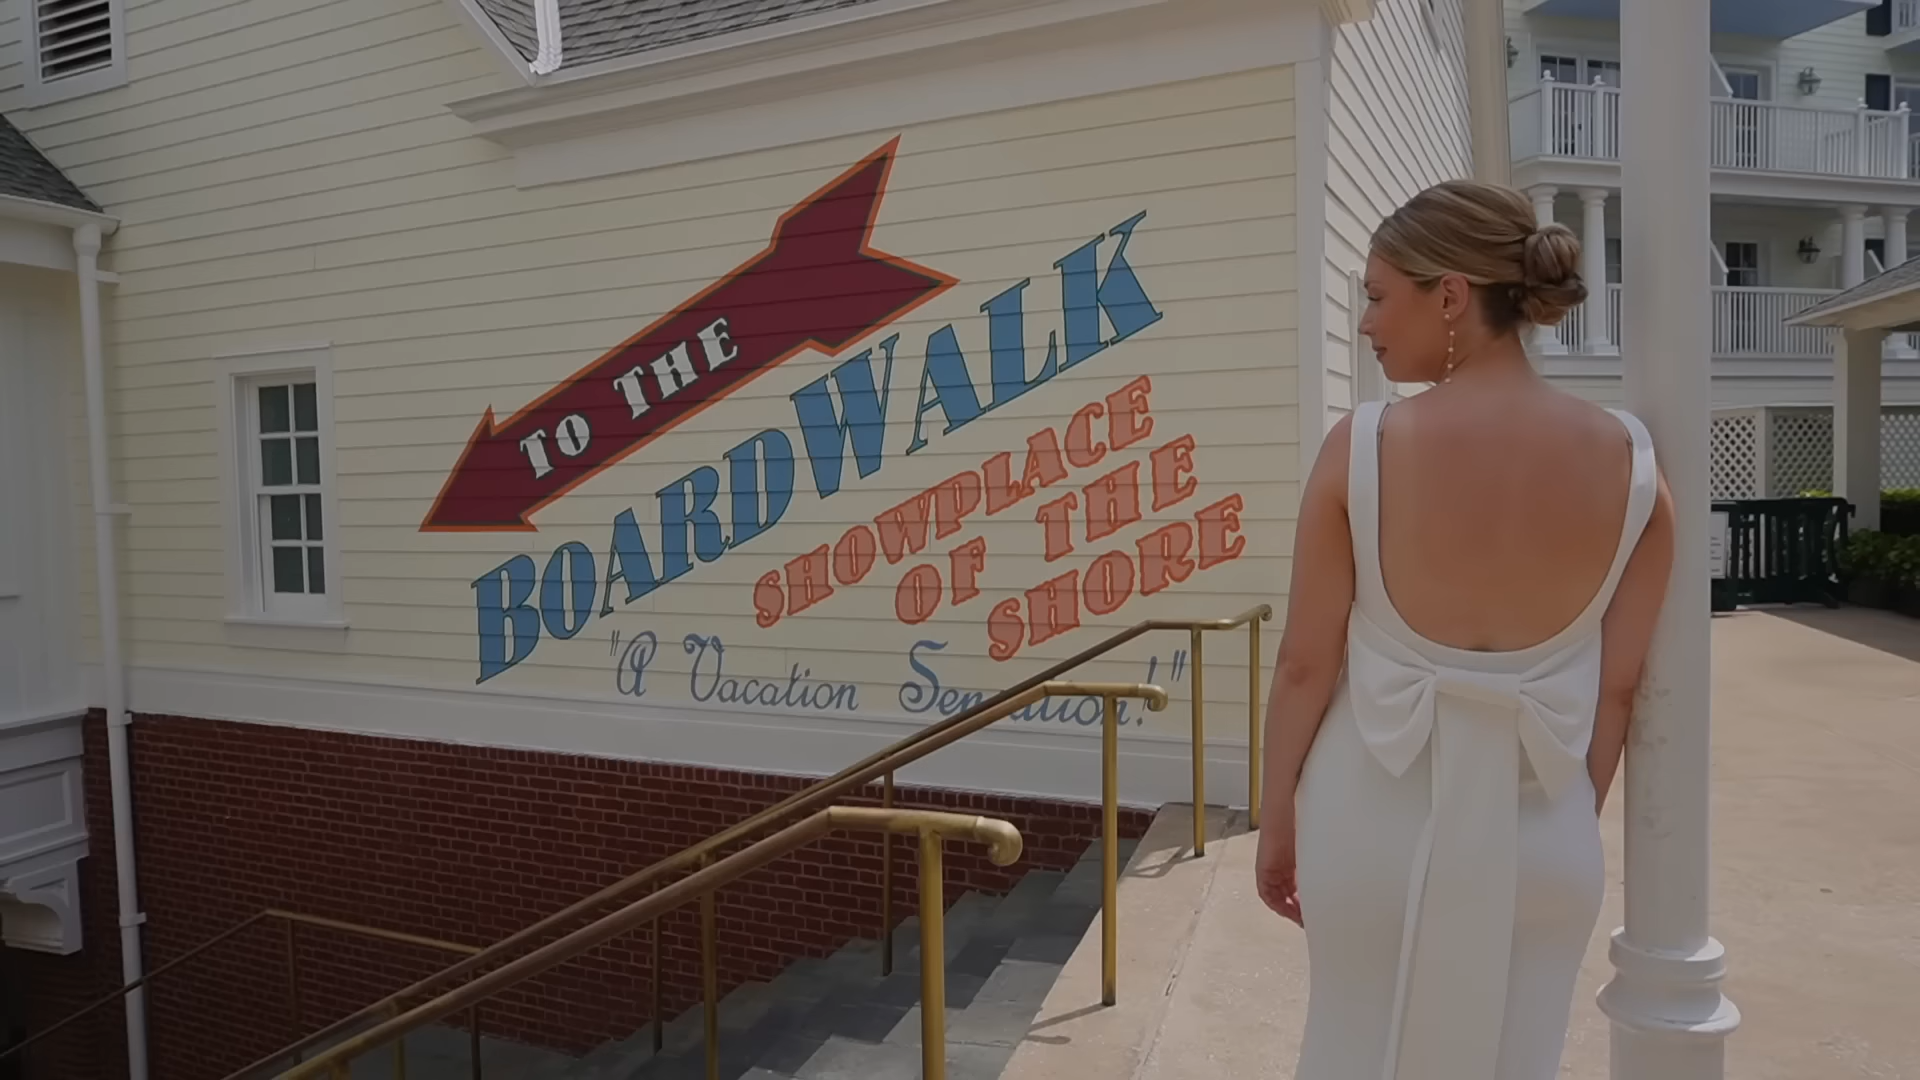 TO THE
BOARDWALK
SHOWPLACE
OF THE
SHORE
"A Vacation Sensation!"